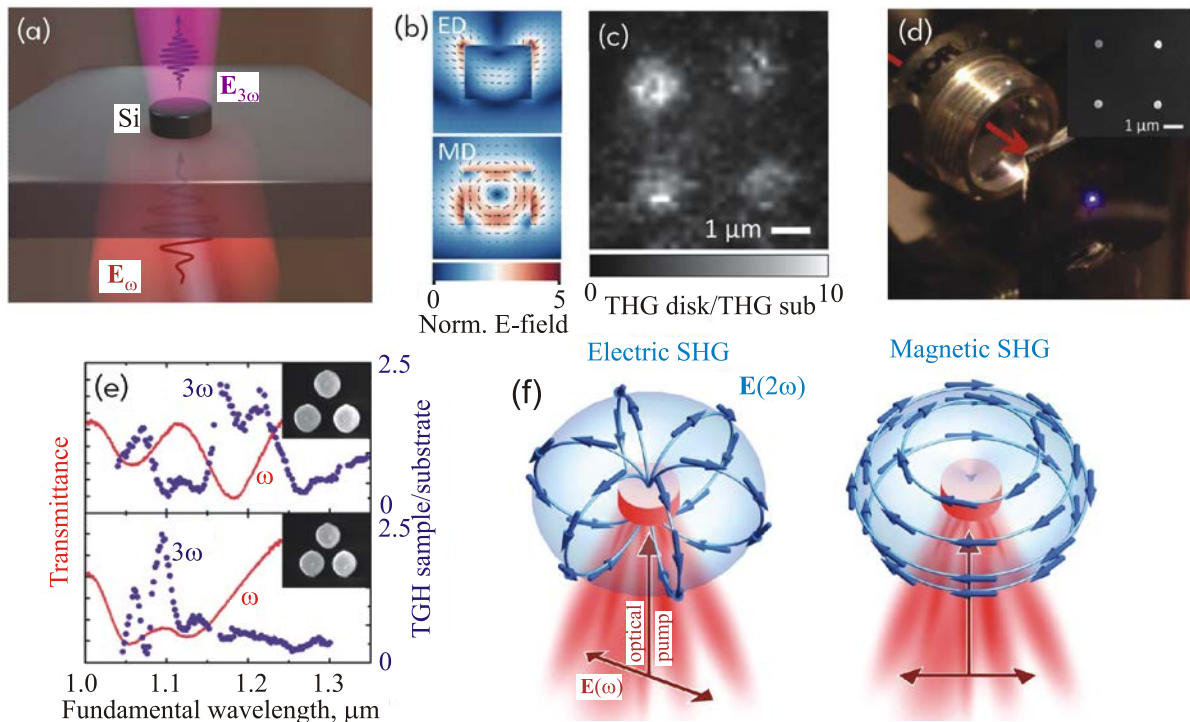 (a)
E3ω
Si
Eω
(b)
ED
MD
0 5
Norm. E-field
(c)
1 μm
0 10
THG disk/THG sub
(d)
1 μm
(e)
3ω
ω
3ω
ω
Transmittance
2.5
0
2.5
0
TGH sample/substrate
1.0 1.1 1.2 1.3
Fundamental wavelength, μm
(f)
Electric SHG
E(2ω)
optical
pump
E(ω)
Magnetic SHG